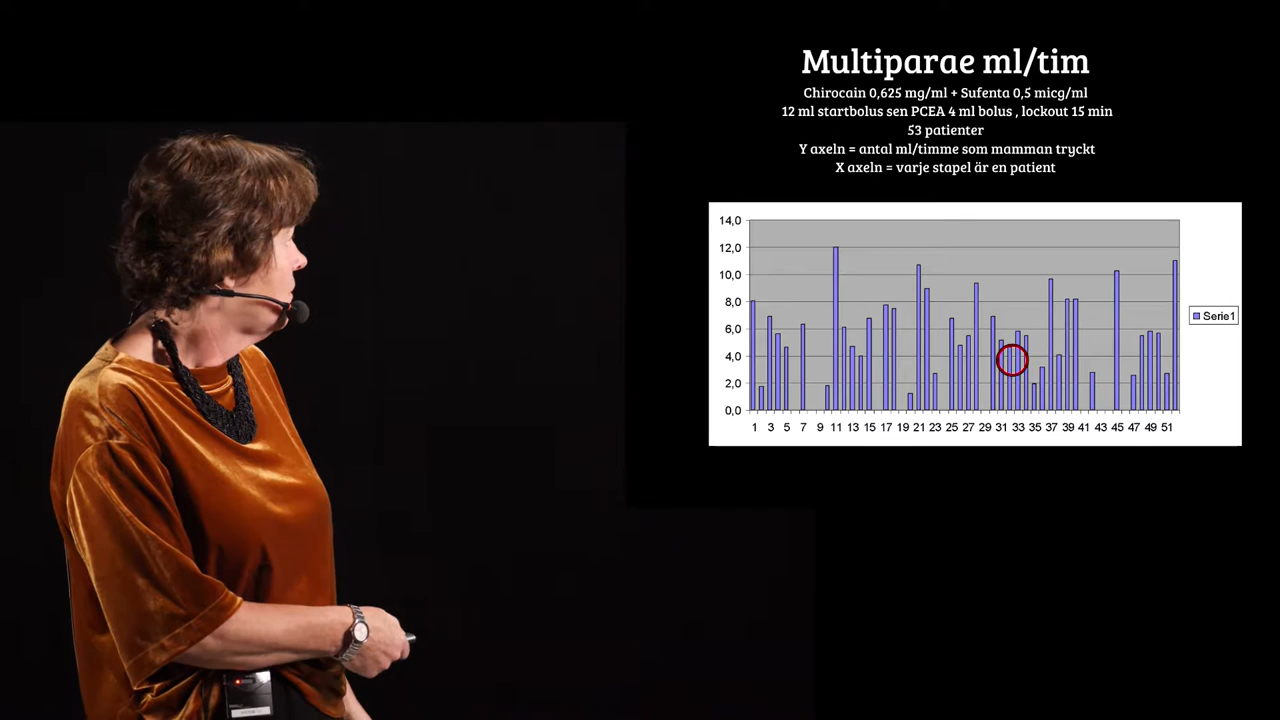 Multiparae ml/tim
Chirocain 0,625 mg/ml + Sufenta 0,5 micg/ml
12 ml startbolus sen PCEA 4 ml bolus , lockout 15 min
53 patienter
Y axeln = antal ml/timme som mamman tryckt
X axeln = varje stapel är en patient
14,0
12,0
10,0
8,0
6,0
4,0
2,0
0,0
1 3 5 7 9 11 13 15 17 19 21 23 25 27 29 31 33 35 37 39 41 43 45 47 49 51
Serie1